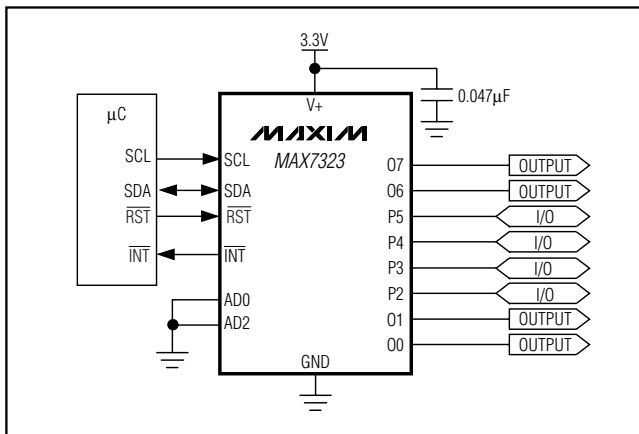 3.3V
0.047µF
V+
µC
MAXIM
MAX7323
SCL
SCL
SDA
SDA
RST
RST
INT
INT
AD0
AD2
GND
O7 OUTPUT
O6 OUTPUT
P5 I/O
P4 I/O
P3 I/O
P2 I/O
O1 OUTPUT
O0 OUTPUT